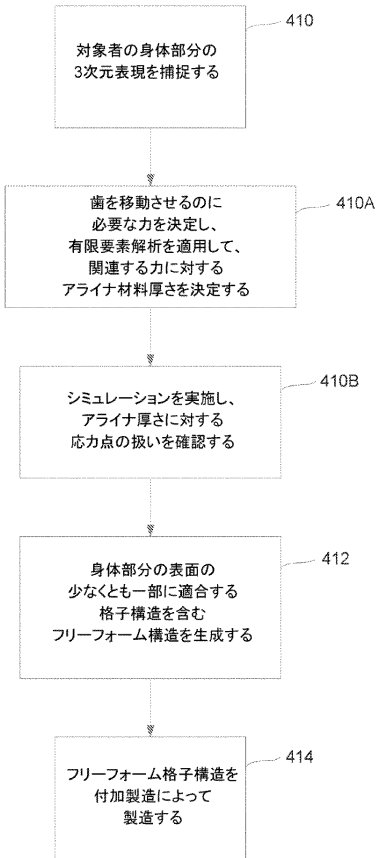 410
対象者の身体部分の
3次元表現を捕捉する
410A
歯を移動させるのに
必要な力を決定し、
有限要素解析を適用して、
関連する力に対する
アライナ材料厚さを決定する
410B
シミュレーションを実施し、
アライナ厚さに対する
応力点の扱いを確認する
412
身体部分の表面の
少なくとも一部に適合する
格子構造を含む
フリーフォーム構造を生成する
414
フリーフォーム格子構造を
付加製造によって
製造する